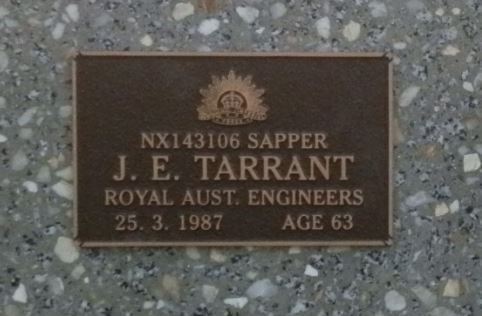 NX143106 SAPPER
J. E. TARRANT
ROYAL AUST. ENGINEERS
25. 3. 1987 AGE 63